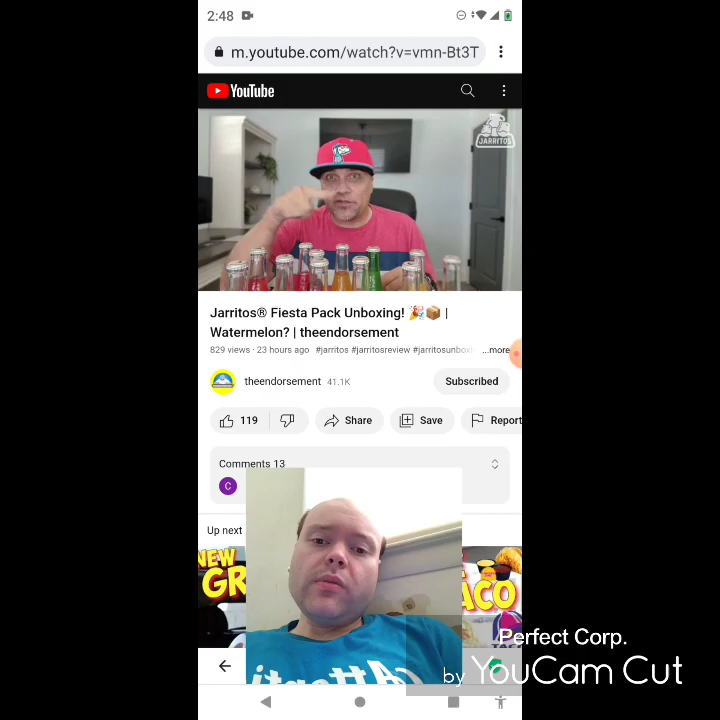 2:48
m.youtube.com/watch?v=vmn-Bt3T
YouTube
JARRITOS
Jarritos® Fiesta Pack Unboxing! 🎉📦 |
Watermelon? | theendorsement
829 views · 23 hours ago #jarritos #jarritosreview #jarritosunboxi ...more
theendorsement 41.1K Subscribed
119 Share Save Report
Comments 13
C
Up next
NEW
GR
TACO
Perfect Corp.
by YouCam Cut